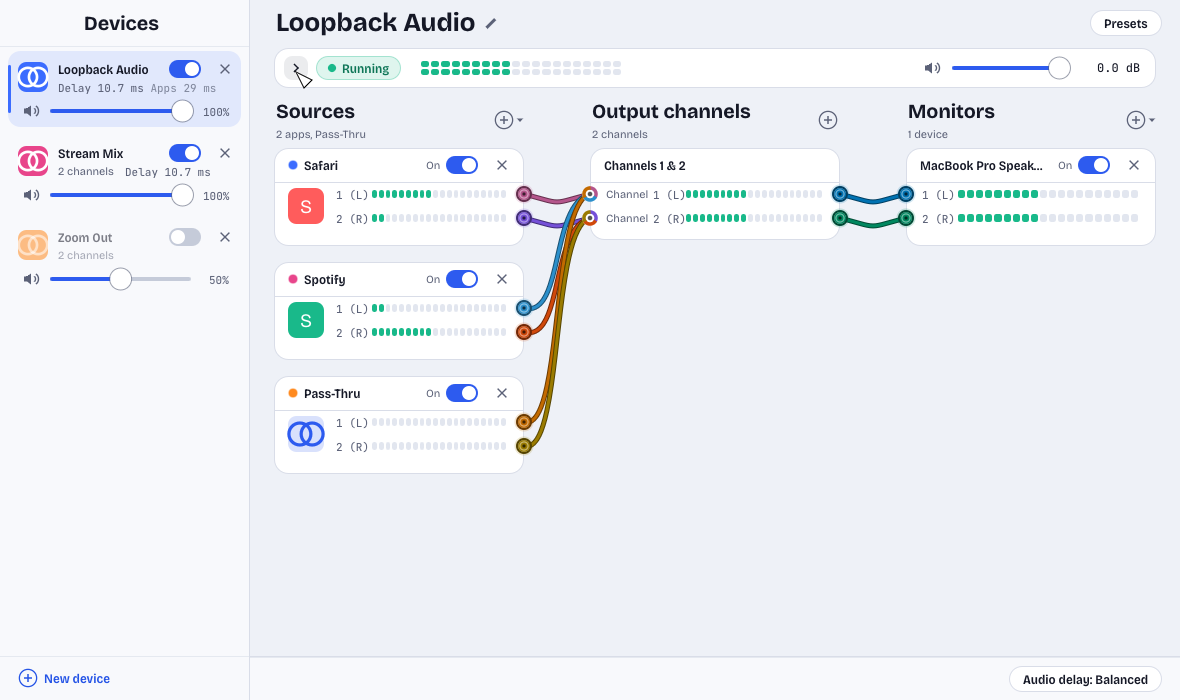 Devices
Loopback Audio
Delay 10.7 ms Apps 29 ms
100%
Stream Mix
2 channels Delay 10.7 ms
100%
Zoom Out
2 channels
50%
New device
Loopback Audio
Presets
Running
0.0 dB
Sources
2 apps, Pass-Thru
Safari On
S
1 (L)
2 (R)
Spotify On
S
1 (L)
2 (R)
Pass-Thru On
1 (L)
2 (R)
Output channels
2 channels
Channels 1 & 2
Channel 1 (L)
Channel 2 (R)
Monitors
1 device
MacBook Pro Speak... On
1 (L)
2 (R)
Audio delay: Balanced